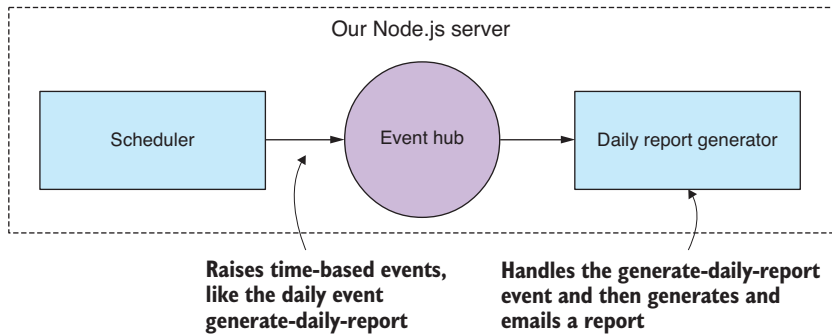 Our Node.js server
Scheduler
Event hub
Daily report generator
Raises time-based events,
like the daily event
generate-daily-report
Handles the generate-daily-report
event and then generates and
emails a report